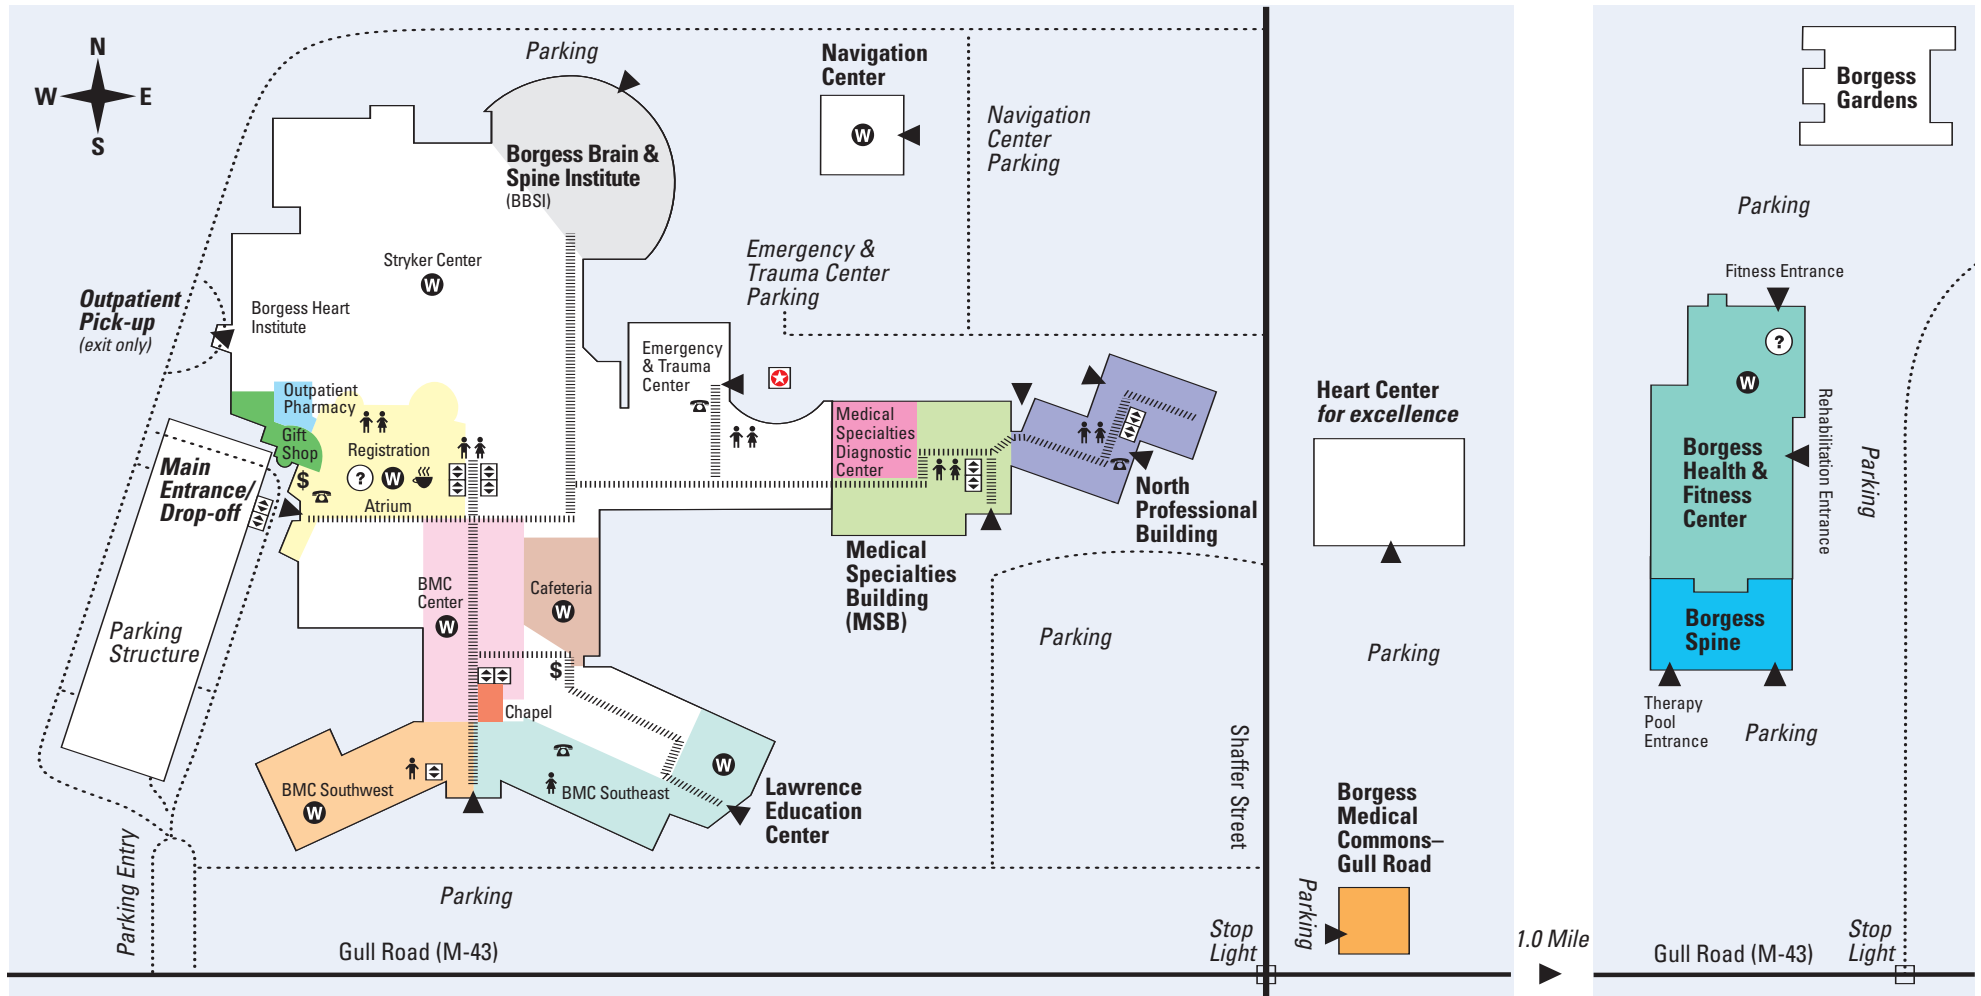 N
W
E
S
Parking
Navigation
Center
W
Navigation
Center
Parking
Borgess Brain &
Spine Institute
(BBSI)
Stryker Center
W
Emergency &
Trauma Center
Parking
Outpatient
Pick-up
(exit only)
Borgess Heart
Institute
Emergency
& Trauma
Center
Outpatient
Pharmacy
Gift
Shop
Registration
? W
$
Atrium
Main
Entrance/
Drop-off
Medical
Specialties
Diagnostic
Center
North
Professional
Building
Medical
Specialties
Building
(MSB)
BMC
Center
W
Cafeteria
W
$
Parking
Structure
Parking
Chapel
BMC Southwest
W
BMC Southeast
W
Lawrence
Education
Center
Parking Entry
Parking
Gull Road (M-43)
Shaffer Street
Stop
Light
Heart Center
for excellence
Parking
Borgess
Medical
Commons–
Gull Road
Parking
1.0 Mile
Borgess
Gardens
Parking
Fitness Entrance
?
W
Rehabilitation Entrance
Parking
Borgess
Health &
Fitness
Center
Borgess
Spine
Therapy
Pool
Entrance
Parking
Gull Road (M-43)
Stop
Light